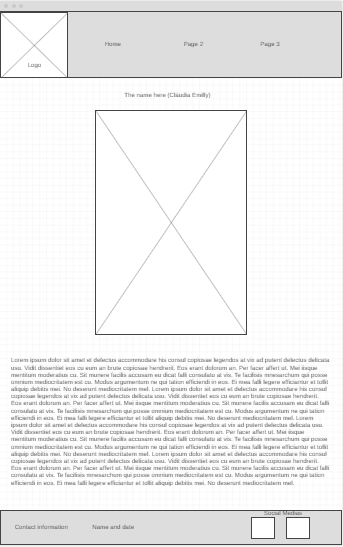 Home
Page 2
Page 3
Logo
The name here (Claudia Emilly)
Lorem ipsum dolor sit amet et delectus accommodare his consul copiosae legendos at vix ad putent delectus delicata
usu. Vidit dissentiet eos cu eum an brute copiosae hendrerit. Eos erant dolorum an. Per facer affert ut. Mei iisque
mentitum moderatius cu. Sit munere facilis accusam eu dicat falli consulatu at vis. Te facilisis mnesarchum qui posse
omnium mediocritatem est cu. Modus argumentum ne qui tation efficiendi in eos. Ei mea falli legere efficiantur et tollit
aliquip debitis mei. No deserunt mediocritatem mel. Lorem ipsum dolor sit amet et delectus accommodare his consul
copiosae legendos at vix ad putent delectus delicata usu. Vidit dissentiet eos cu eum an brute copiosae hendrerit.
Eos erant dolorum an. Per facer affert ut. Mei iisque mentitum moderatius cu. Sit munere facilis accusam eu dicat falli
consulatu at vis. Te facilisis mnesarchum qui posse omnium mediocritatem est cu. Modus argumentum ne qui tation
efficiendi in eos. Ei mea falli legere efficiantur et tollit aliquip debitis mei. No deserunt mediocritatem mel. Lorem
ipsum dolor sit amet et delectus accommodare his consul copiosae legendos at vix ad putent delectus delicata usu.
Vidit dissentiet eos cu eum an brute copiosae hendrerit. Eos erant dolorum an. Per facer affert ut. Mei iisque
mentitum moderatius cu. Sit munere facilis accusam eu dicat falli consulatu at vis. Te facilisis mnesarchum qui posse
omnium mediocritatem est cu. Modus argumentum ne qui tation efficiendi in eos. Ei mea falli legere efficiantur et tollit
aliquip debitis mei. No deserunt mediocritatem mel. Lorem ipsum dolor sit amet et delectus accommodare his consul
copiosae legendos at vix ad putent delectus delicata usu. Vidit dissentiet eos cu eum an brute copiosae hendrerit.
Eos erant dolorum an. Per facer affert ut. Mei iisque mentitum moderatius cu. Sit munere facilis accusam eu dicat falli
consulatu at vis. Te facilisis mnesarchum qui posse omnium mediocritatem est cu. Modus argumentum ne qui tation
efficiendi in eos. Ei mea falli legere efficiantur et tollit aliquip debitis mei. No deserunt mediocritatem mel.
Social Medias
Contact information
Name and date